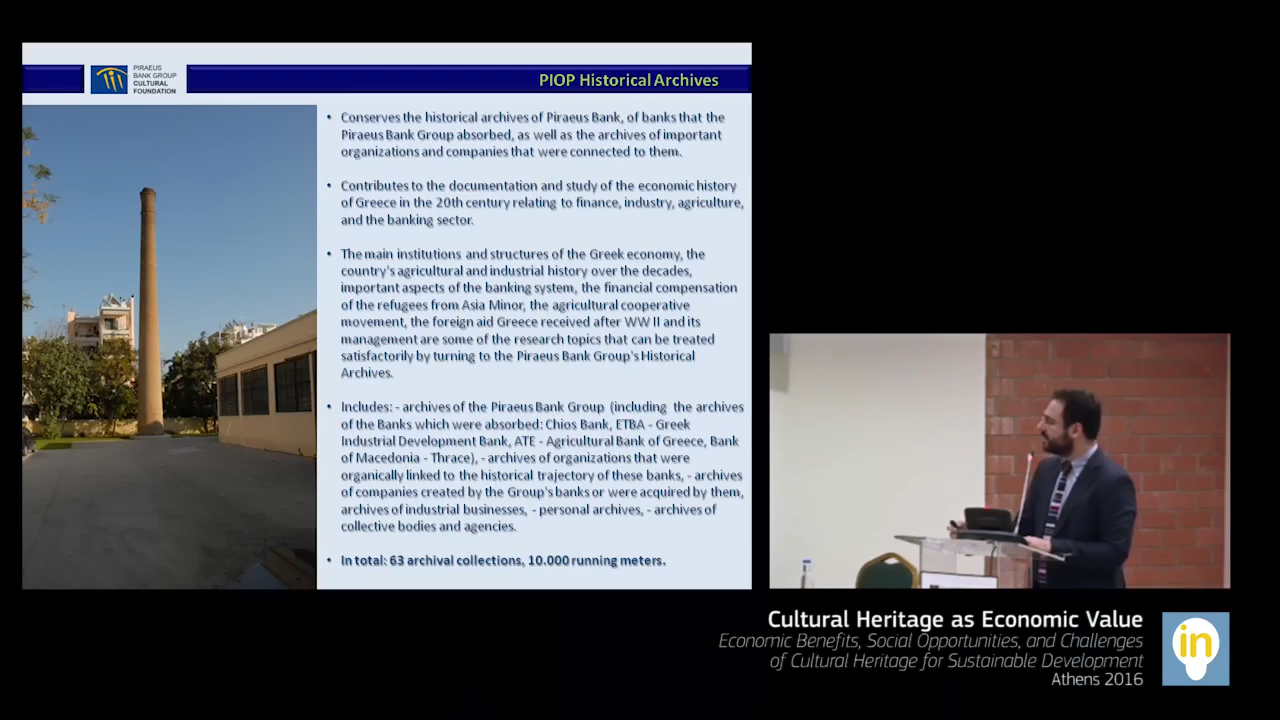 PIRAEUS
BANK GROUP
CULTURAL
FOUNDATION
PIOP Historical Archives
• Conserves the historical archives of Piraeus Bank, of banks that the
Piraeus Bank Group absorbed, as well as the archives of important
organizations and companies that were connected to them.
• Contributes to the documentation and study of the economic history
of Greece in the 20th century relating to finance, industry, agriculture,
and the banking sector.
• The main institutions and structures of the Greek economy, the
country's agricultural and industrial history over the decades,
important aspects of the banking system, the financial compensation
of the refugees from Asia Minor, the agricultural cooperative
movement, the foreign aid Greece received after WW II and its
management are some of the research topics that can be treated
satisfactorily by turning to the Piraeus Bank Group's Historical
Archives.
• Includes: - archives of the Piraeus Bank Group (including the archives
of the Banks which were absorbed: Chios Bank, ETBA - Greek
Industrial Development Bank, ATE - Agricultural Bank of Greece, Bank
of Macedonia - Thrace), - archives of organizations that were
organically linked to the historical trajectory of these banks, - archives
of companies created by the Group's banks or were acquired by them,
archives of industrial businesses, - personal archives, - archives of
collective bodies and agencies.
• In total: 63 archival collections, 10.000 running meters.
Cultural Heritage as Economic Value
Economic Benefits, Social Opportunities, and Challenges
of Cultural Heritage for Sustainable Development
Athens 2016
in